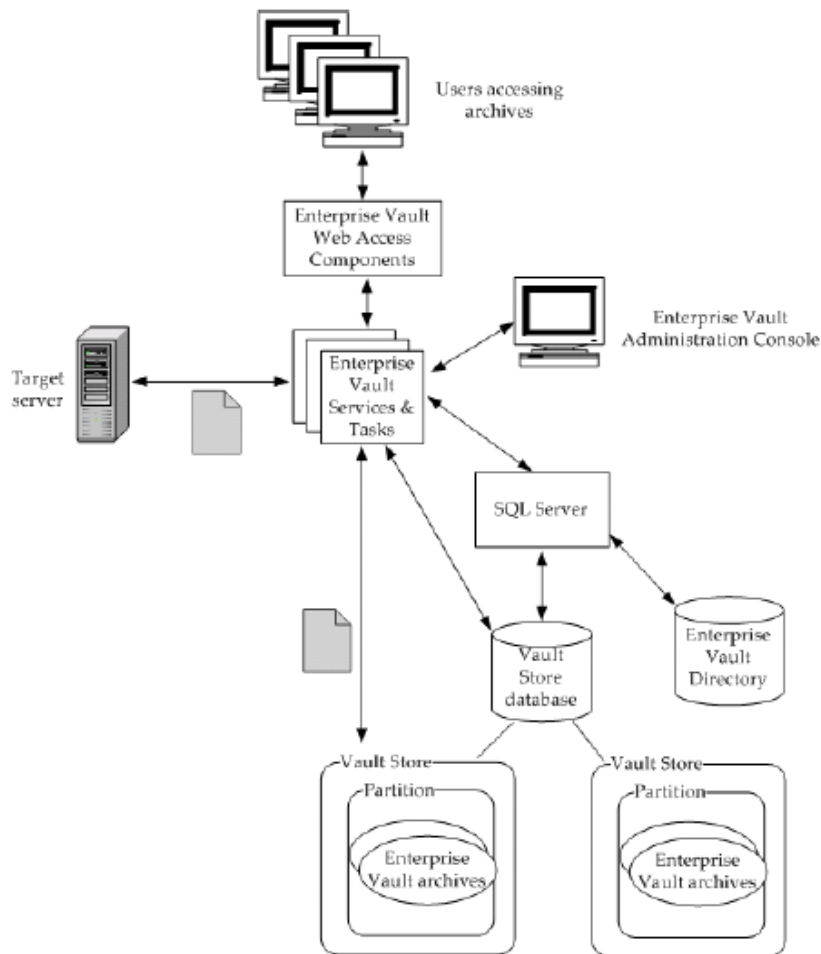 Users accessing
archives
Enterprise Vault
Web Access
Components
Enterprise Vault
Administration Console
Target
server
Enterprise
Vault
Services &
Tasks
SQL Server
Vault
Store
database
Enterprise
Vault
Directory
Vault Store
Partition
Enterprise
Vault archives
Vault Store
Partition
Enterprise
Vault archives